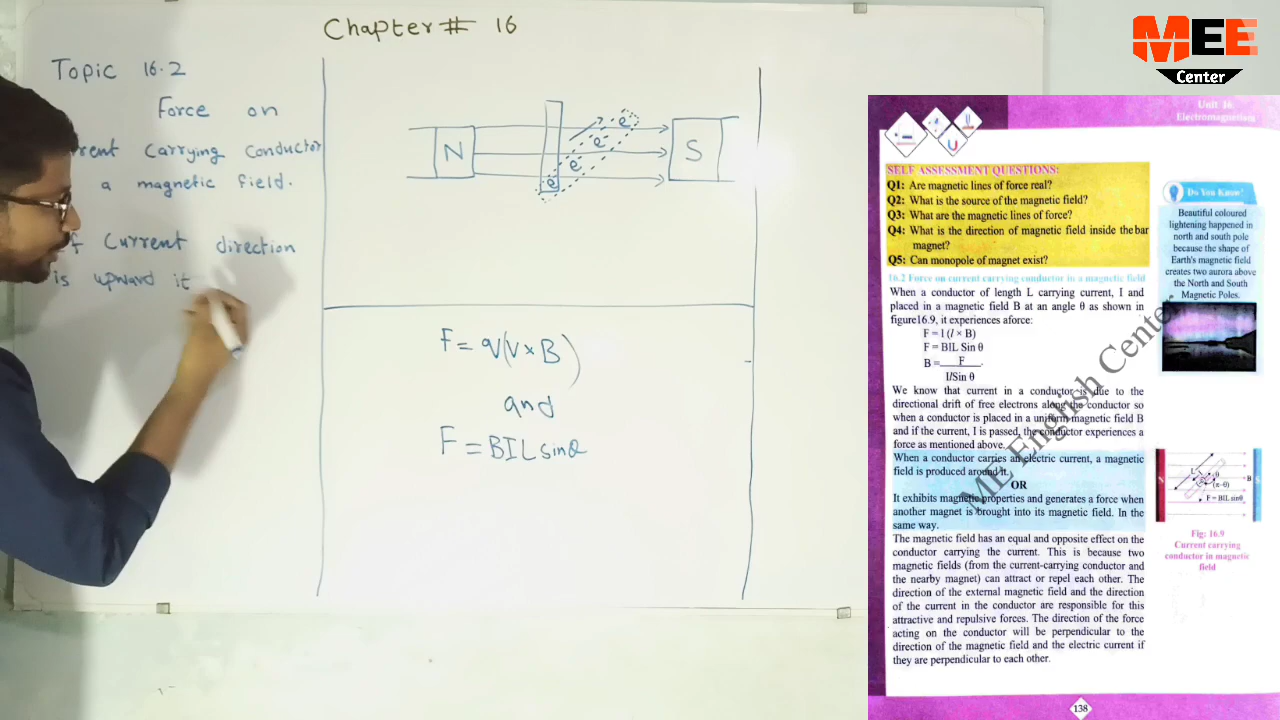 Chapter # 16
Topic 16.2
Force on
rent carrying conductor
a magnetic field.
f current direction
is upward it
N
S
e
e
e
e
F = q(V × B)
and
F = BIL sinθ
MEE
Center
Unit 16
Electromagnetism
SELF ASSESSMENT QUESTIONS:
Q1: Are magnetic lines of force real?
Q2: What is the source of the magnetic field?
Q3: What are the magnetic lines of force?
Q4: What is the direction of magnetic field inside the bar
magnet?
Q5: Can monopole of magnet exist?
16.2 Force on current carrying conductor in a magnetic field
When a conductor of length L carrying current, I and
placed in a magnetic field B at an angle θ as shown in
figure16.9, it experiences aforce:
F = I (l × B)
F = BIL Sin θ
B = F
IlSin θ
We know that current in a conductor is due to the
directional drift of free electrons along the conductor so
when a conductor is placed in a uniform magnetic field B
and if the current, I is passed, the conductor experiences a
force as mentioned above.
When a conductor carries an electric current, a magnetic
field is produced around it.
OR
It exhibits magnetic properties and generates a force when
another magnet is brought into its magnetic field. In the
same way.
The magnetic field has an equal and opposite effect on the
conductor carrying the current. This is because two
magnetic fields (from the current-carrying conductor and
the nearby magnet) can attract or repel each other. The
direction of the external magnetic field and the direction
of the current in the conductor are responsible for this
attractive and repulsive forces. The direction of the force
acting on the conductor will be perpendicular to the
direction of the magnetic field and the electric current if
they are perpendicular to each other.
Do You Know!
Beautiful coloured
lightening happened in
north and south pole
because the shape of
Earth's magnetic field
creates two aurora above
the North and South
Magnetic Poles.
L
θ
(π-θ)
B
F = BIL sinθ
Fig: 16.9
Current carrying
conductor in magnetic
field
ME English Center
138